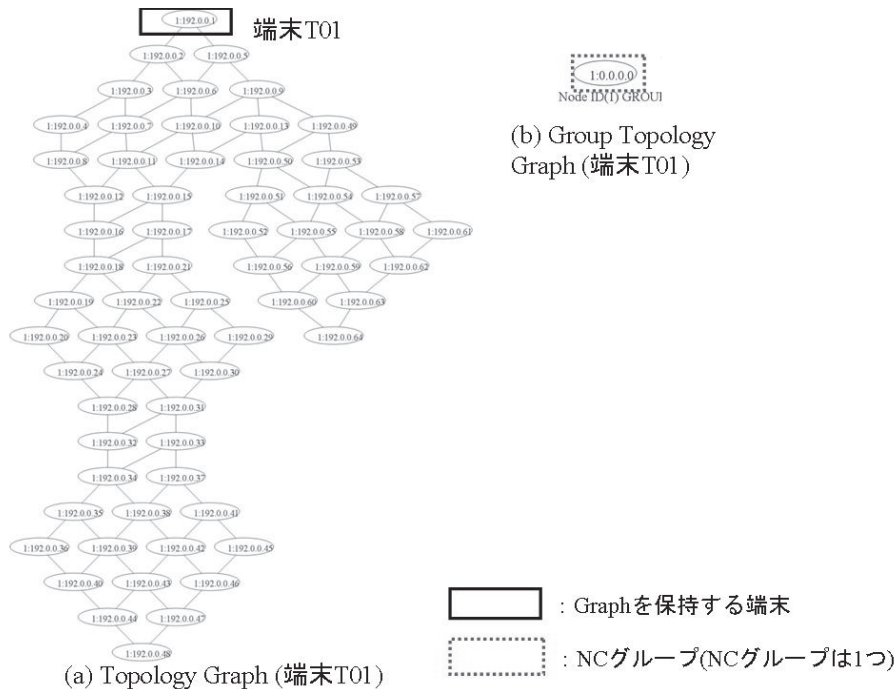 1:192.0.0.1
端末T01
1:192.0.0.2 1:192.0.0.5
1:192.0.0.3 1:192.0.0.6 1:192.0.0.9
1:192.0.0.4 1:192.0.0.7 1:192.0.0.10 1:192.0.0.13 1:192.0.0.49
1:192.0.0.8 1:192.0.0.11 1:192.0.0.14 1:192.0.0.50 1:192.0.0.53
1:192.0.0.12 1:192.0.0.15 1:192.0.0.51 1:192.0.0.54 1:192.0.0.57
1:192.0.0.16 1:192.0.0.17 1:192.0.0.52 1:192.0.0.55 1:192.0.0.58 1:192.0.0.61
1:192.0.0.18 1:192.0.0.21 1:192.0.0.56 1:192.0.0.59 1:192.0.0.62
1:192.0.0.19 1:192.0.0.22 1:192.0.0.25 1:192.0.0.60 1:192.0.0.63
1:192.0.0.20 1:192.0.0.23 1:192.0.0.26 1:192.0.0.29 1:192.0.0.64
1:192.0.0.24 1:192.0.0.27 1:192.0.0.30
1:192.0.0.28 1:192.0.0.31
1:192.0.0.32 1:192.0.0.33
1:192.0.0.34 1:192.0.0.37
1:192.0.0.35 1:192.0.0.38 1:192.0.0.41
1:192.0.0.36 1:192.0.0.39 1:192.0.0.42 1:192.0.0.45
1:192.0.0.40 1:192.0.0.43 1:192.0.0.46
1:192.0.0.44 1:192.0.0.47
1:192.0.0.48
(a) Topology Graph (端末T01)
1:0.0.0.0
Node ID(1) GROUI
(b) Group Topology
Graph (端末T01)
: Graphを保持する端末
: NCグループ(NCグループは1つ)